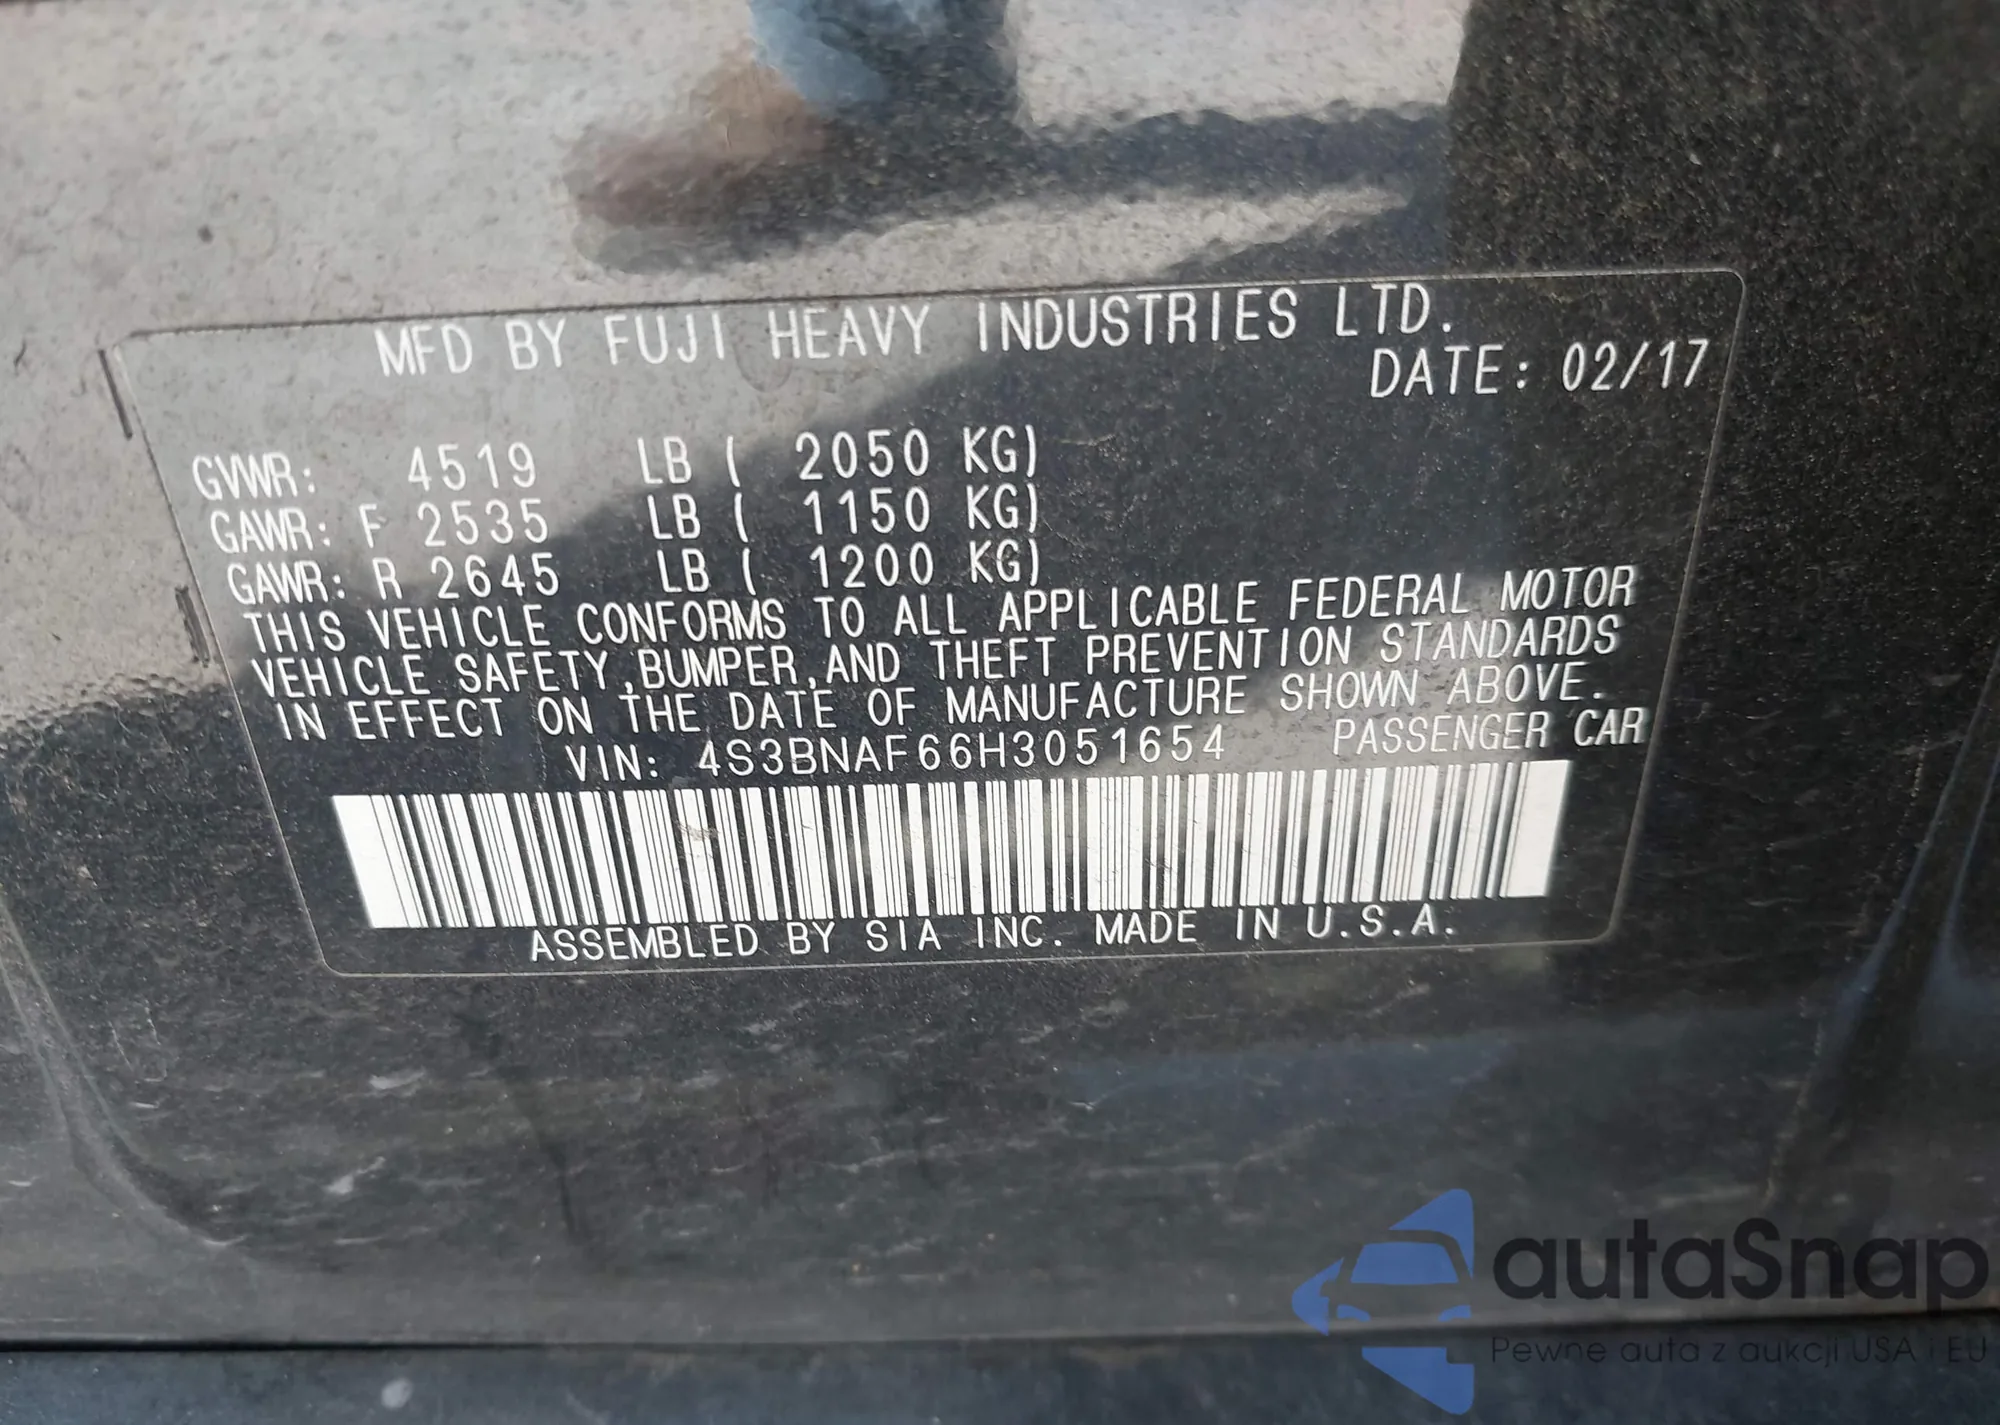 MFD BY FUJI HEAVY INDUSTRIES LTD.
DATE: 02/17
GVWR: 4519 LB ( 2050 KG)
GAWR: F 2535 LB ( 1150 KG)
GAWR: R 2645 LB ( 1200 KG)
THIS VEHICLE CONFORMS TO ALL APPLICABLE FEDERAL MOTOR
VEHICLE SAFETY,BUMPER,AND THEFT PREVENTION STANDARDS
IN EFFECT ON THE DATE OF MANUFACTURE SHOWN ABOVE.
VIN: 4S3BNAF66H3051654 PASSENGER CAR
ASSEMBLED BY SIA INC. MADE IN U.S.A.
autaSnap
Pewne auta z aukcji USA i EU